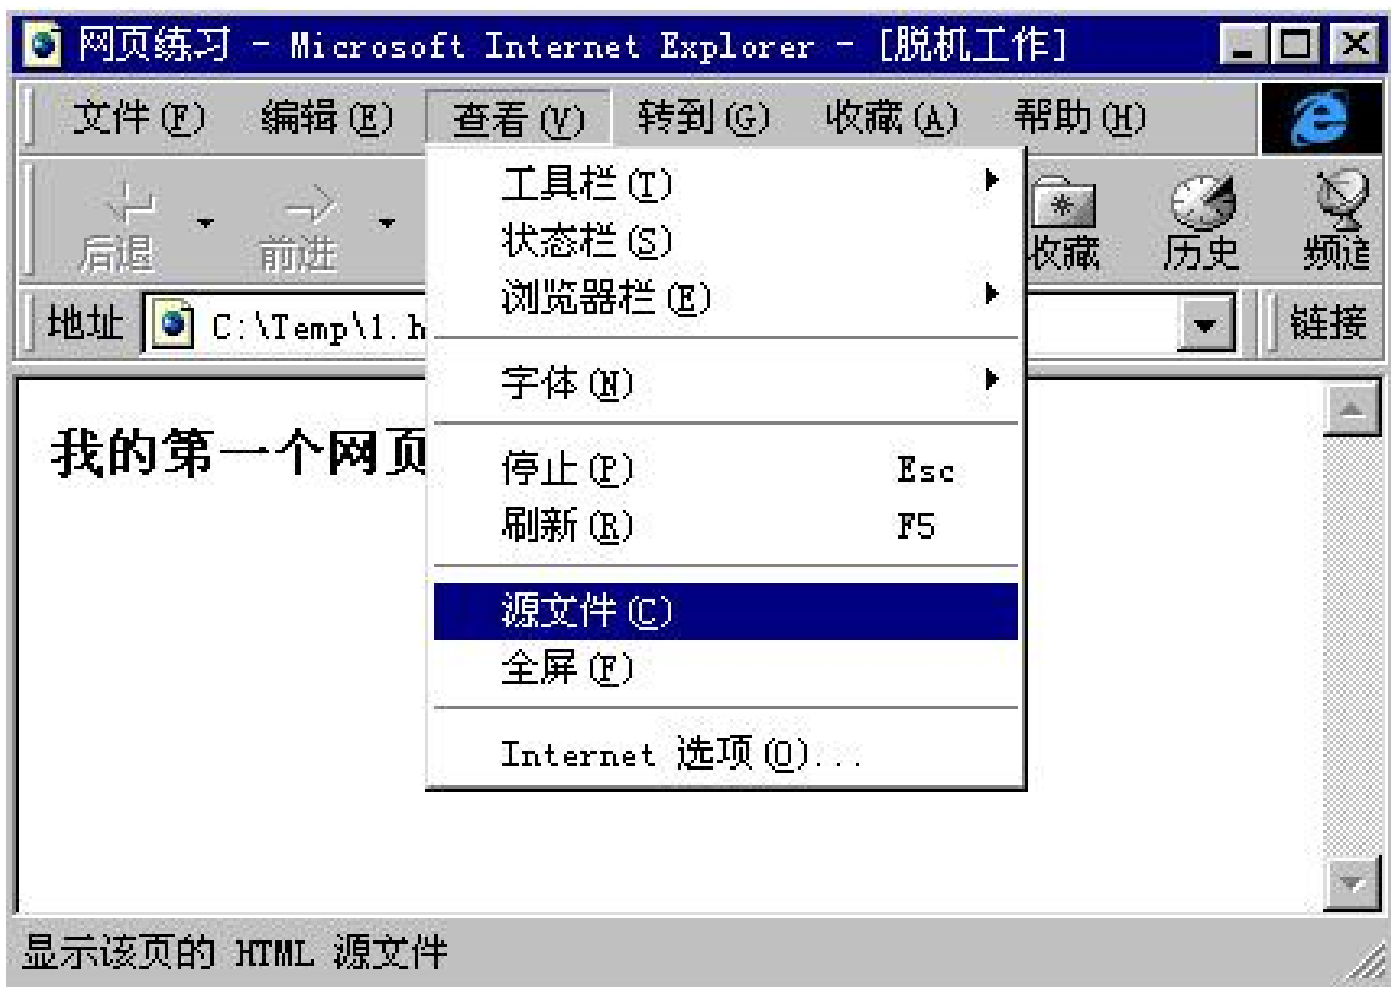 网页练习 - Microsoft Internet Explorer - [脱机工作]
文件(F) 编辑(E) 查看(V) 转到(G) 收藏(A) 帮助(H)
后退 前进 收藏 历史 频道
地址 C:\Temp\1.h 链接
工具栏(T)
状态栏(S)
浏览器栏(E)
字体(N)
停止(P) Esc
刷新(R) F5
源文件(C)
全屏(F)
Internet 选项(O)...
我的第一个网页
显示该页的 HTML 源文件